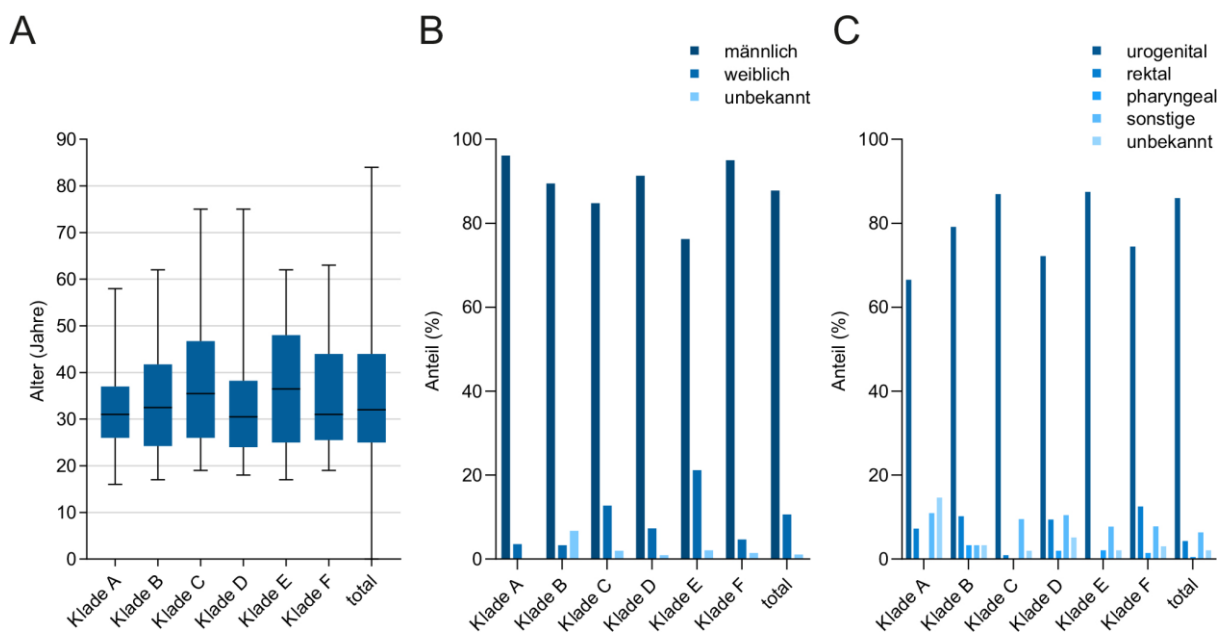 A
B
C
männlich
weiblich
unbekannt
urogenital
rektal
pharyngeal
sonstige
unbekannt
Alter (Jahre)
90
80
70
60
50
40
30
20
10
0
Klade A
Klade B
Klade C
Klade D
Klade E
Klade F
total
Anteil (%)
100
80
60
40
20
0
Klade A
Klade B
Klade C
Klade D
Klade E
Klade F
total
Anteil (%)
100
80
60
40
20
0
Klade A
Klade B
Klade C
Klade D
Klade E
Klade F
total